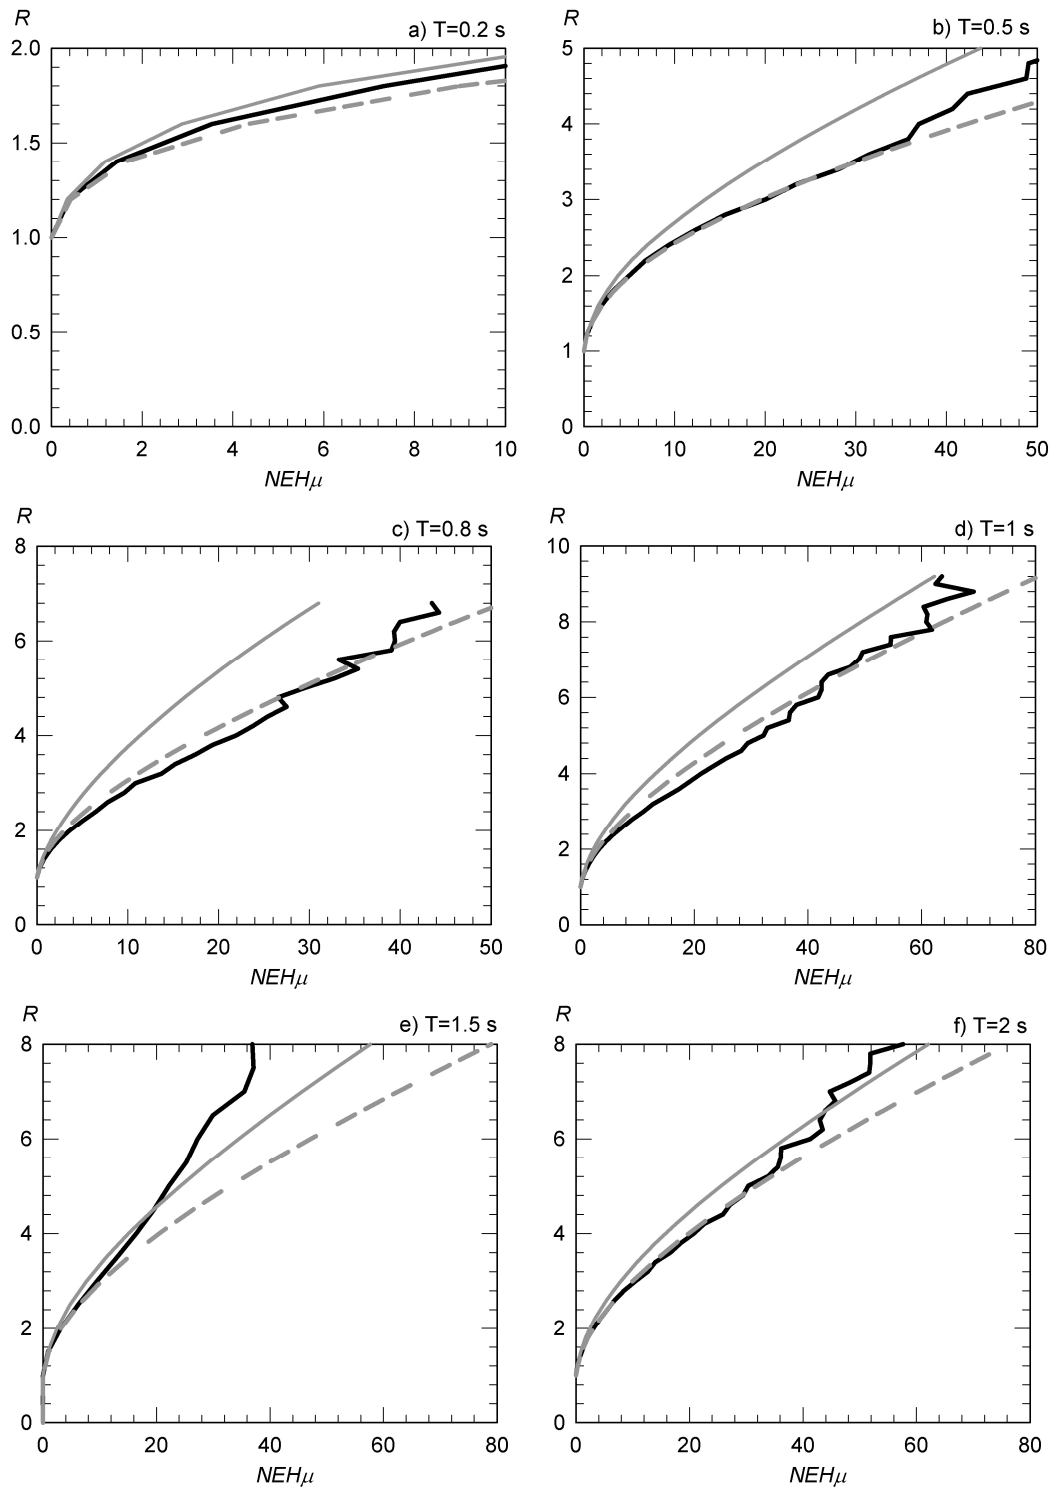 R
a) T=0.2 s
2.0
1.5
1.0
0.5
0.0
0 2 4 6 8 10
NEHμ
R
b) T=0.5 s
5
4
3
2
1
0
0 10 20 30 40 50
NEHμ
R
c) T=0.8 s
8
6
4
2
0
0 10 20 30 40 50
NEHμ
R
d) T=1 s
10
8
6
4
2
0
0 20 40 60 80
NEHμ
R
e) T=1.5 s
8
6
4
2
0
0 20 40 60 80
NEHμ
R
f) T=2 s
8
6
4
2
0
0 20 40 60 80
NEHμ